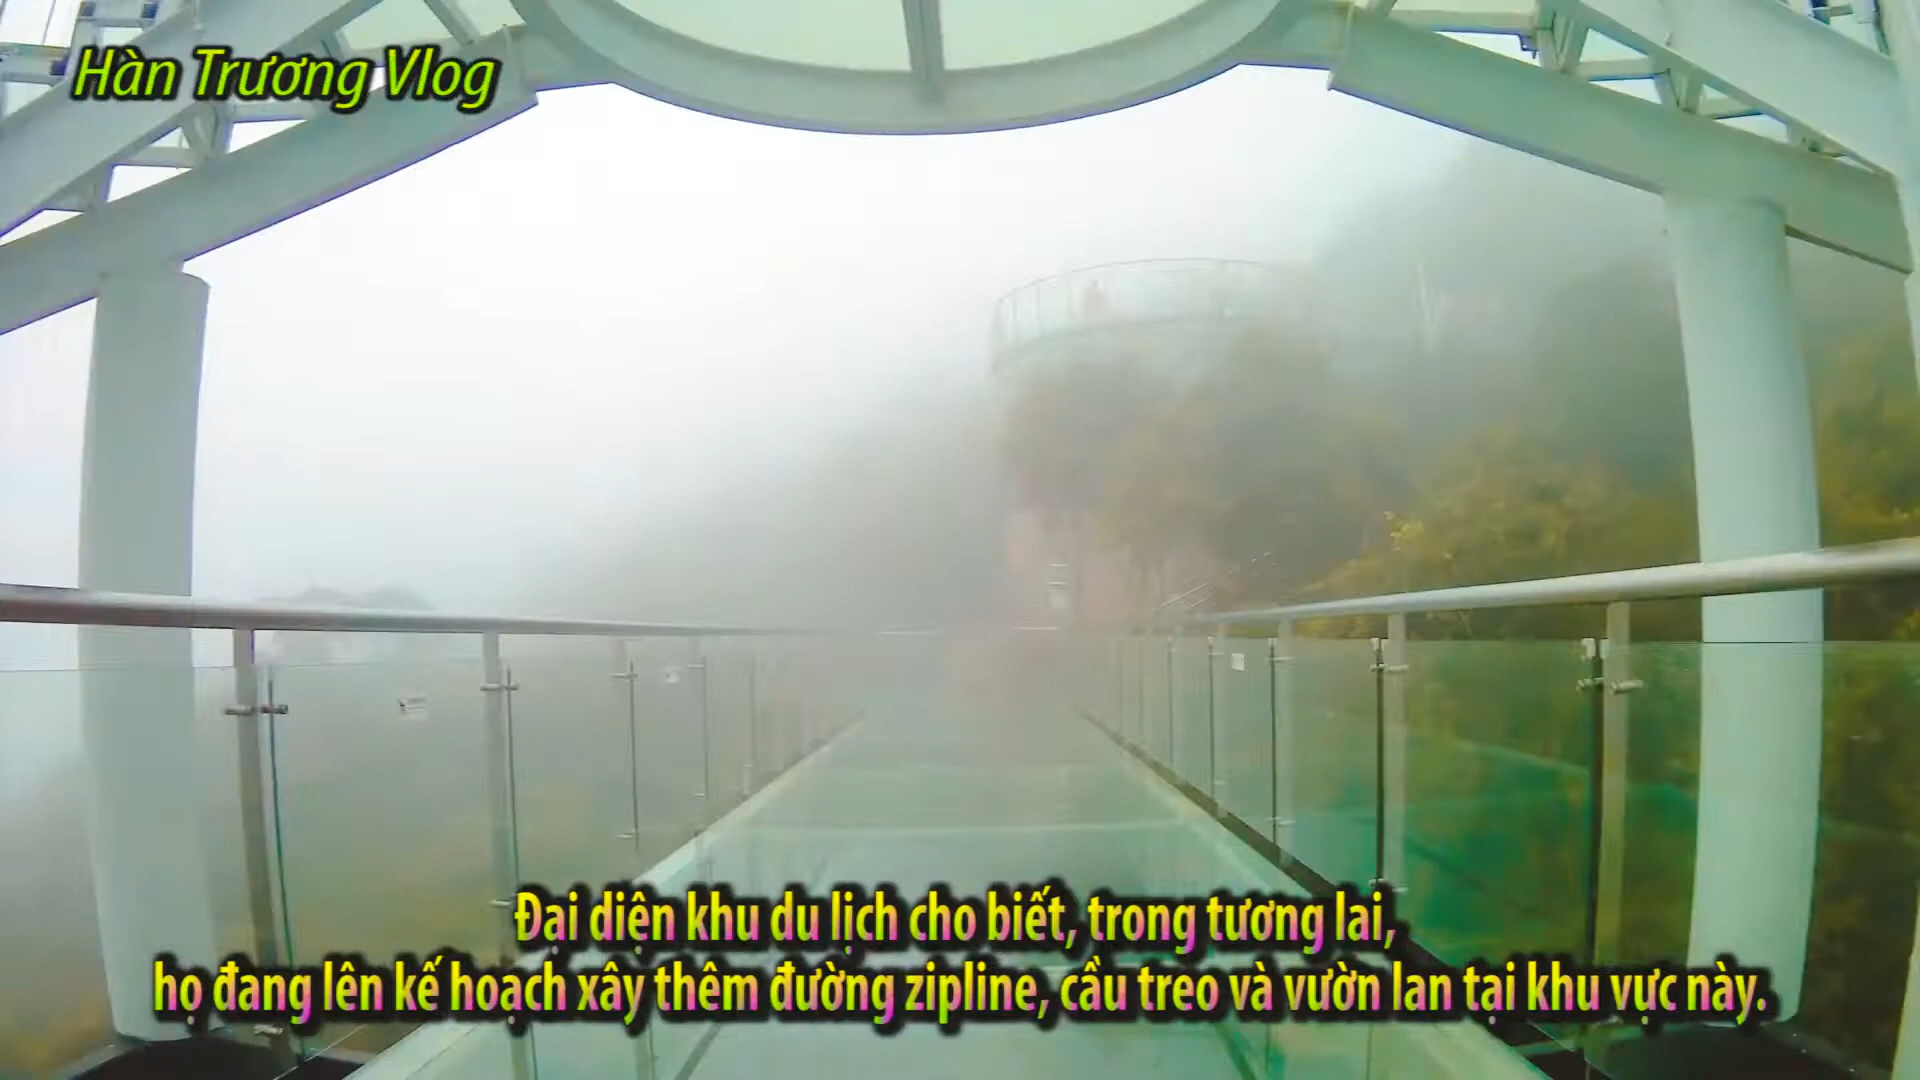 Hàn Trương Vlog
Đại diện khu du lịch cho biết, trong tương lai,
họ đang lên kế hoạch xây thêm đường zipline, cầu treo và vườn lan tại khu vực này.